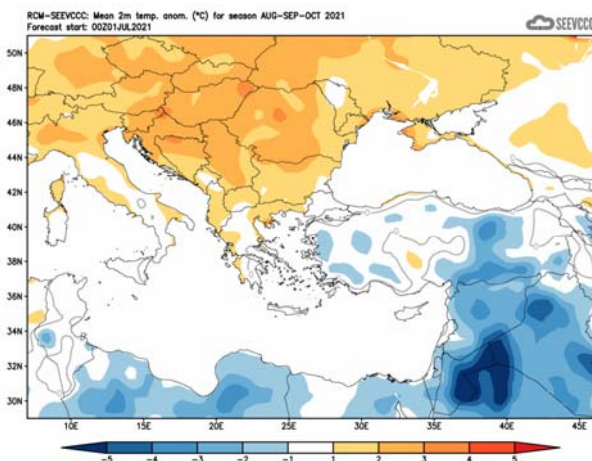 RCM-SEEVCCC: Mean 2m temp. anom. (°C) for season AUG-SEP-OCT 2021
Forecast start: 00Z01JUL2021
SEEVCCC
50N
48N
46N
44N
42N
40N
38N
36N
34N
32N
30N
10E 15E 20E 25E 30E 35E 40E 45E
-5 -4 -3 -2 -1 1 2 3 4 5